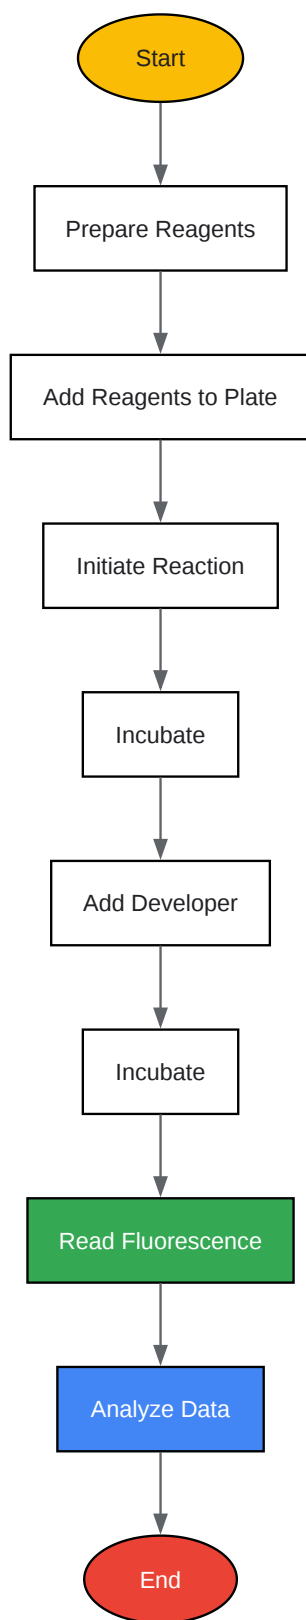 Start
Prepare Reagents
Add Reagents to Plate
Initiate Reaction
Incubate
Add Developer
Incubate
Read Fluorescence
Analyze Data
End